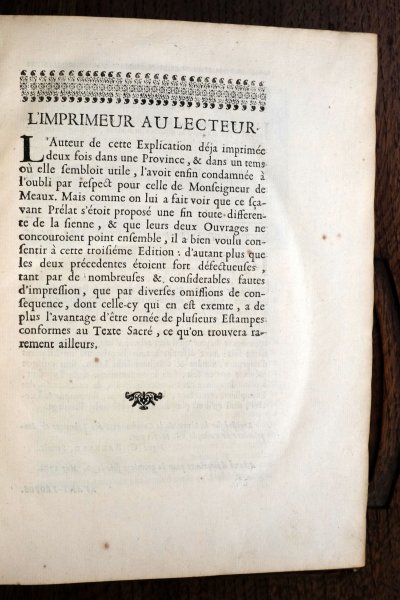 L'IMPRIMEUR AU LECTEUR.
L'Auteur de cette Explication déja imprimée
deux fois dans une Province, & dans un tems
où elle sembloit utile, l'avoit enfin condamnée à
l'oubli par respect pour celle de Monseigneur de
Meaux. Mais comme on lui a fait voir que ce sça-
vant Prélat s'étoit proposé une fin toute differen-
te de la sienne, & que leurs deux Ouvrages ne
concouroient point ensemble, il a bien voulu con-
sentir à cette troisiéme Edition : d'autant plus que
les deux précedentes étoient fort défectueuses,
tant par de nombreuses & considerables fautes
d'impression, que par diverses omissions de con-
sequence, dont celle-cy qui en est exemte, a de
plus l'avantage d'être ornée de plusieurs Estampes
conformes au Texte Sacré, ce qu'on trouvera ra-
rement ailleurs.